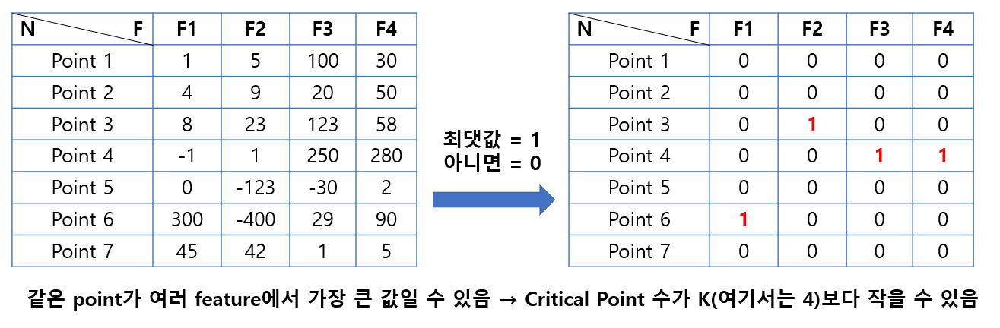 N F F1 F2 F3 F4
Point 1 1 5 100 30
Point 2 4 9 20 50
Point 3 8 23 123 58
Point 4 -1 1 250 280
Point 5 0 -123 -30 2
Point 6 300 -400 29 90
Point 7 45 42 1 5
최댓값 = 1
아니면 = 0
N F F1 F2 F3 F4
Point 1 0 0 0 0
Point 2 0 0 0 0
Point 3 0 1 0 0
Point 4 0 0 1 1
Point 5 0 0 0 0
Point 6 1 0 0 0
Point 7 0 0 0 0
같은 point가 여러 feature에서 가장 큰 값일 수 있음 → Critical Point 수가 K(여기서는 4)보다 작을 수 있음